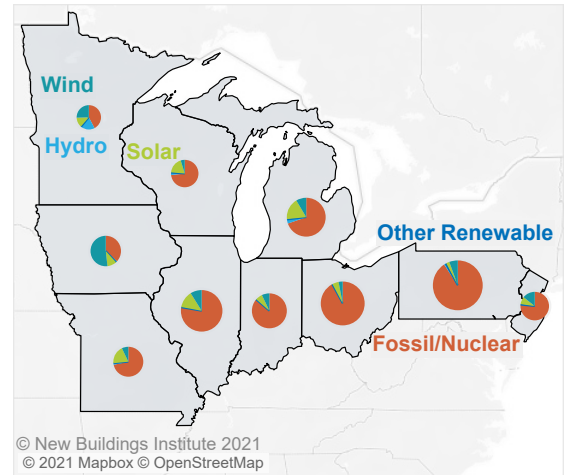 Wind
Hydro
Solar
Other Renewable
Fossil/Nuclear
© New Buildings Institute 2021
© 2021 Mapbox © OpenStreetMap